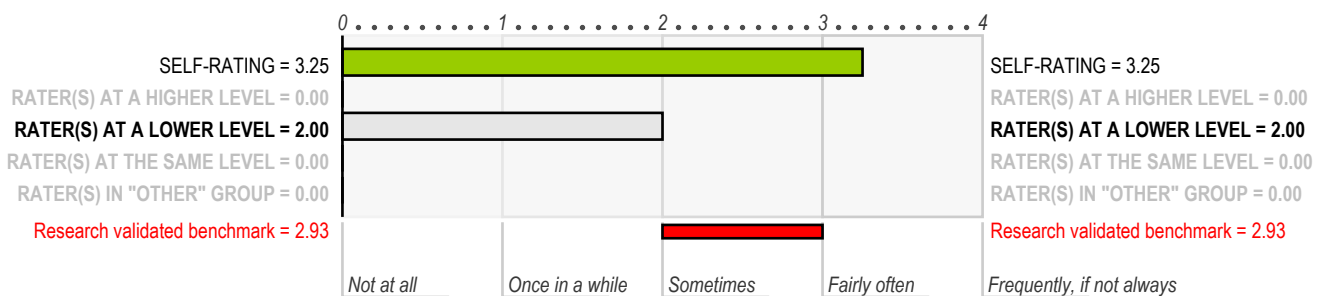 0 1 2 3 4
SELF-RATING = 3.25 SELF-RATING = 3.25
RATER(S) AT A HIGHER LEVEL = 0.00 RATER(S) AT A HIGHER LEVEL = 0.00
RATER(S) AT A LOWER LEVEL = 2.00 RATER(S) AT A LOWER LEVEL = 2.00
RATER(S) AT THE SAME LEVEL = 0.00 RATER(S) AT THE SAME LEVEL = 0.00
RATER(S) IN "OTHER" GROUP = 0.00 RATER(S) IN "OTHER" GROUP = 0.00
Research validated benchmark = 2.93 Research validated benchmark = 2.93
Not at all Once in a while Sometimes Fairly often Frequently, if not always